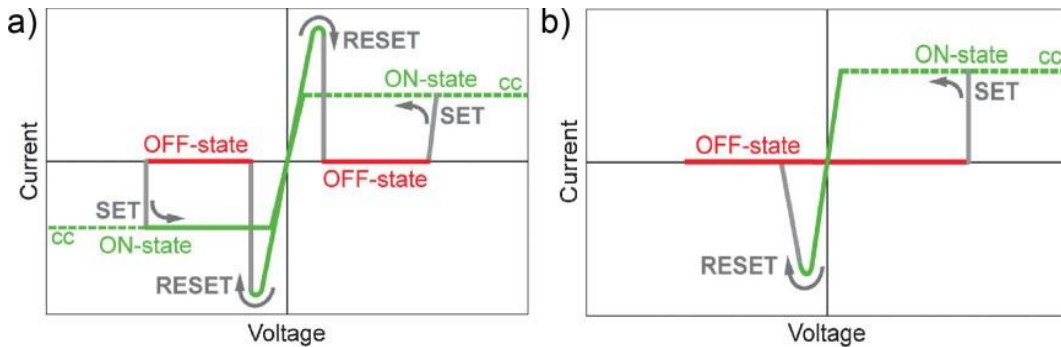 a)
RESET
ON-state
cc
SET
OFF-state
OFF-state
SET
cc
ON-state
RESET
Current
Voltage
b)
ON-state
cc
SET
OFF-state
RESET
Current
Voltage